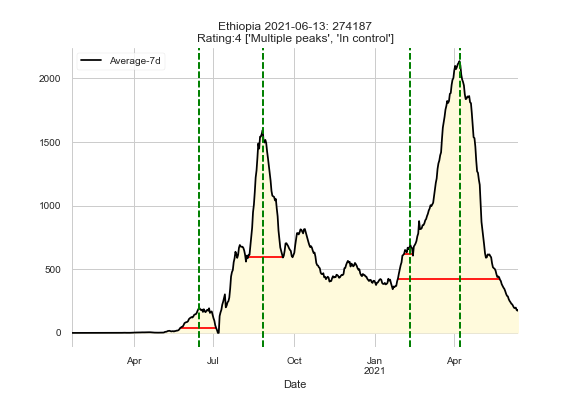 Ethiopia 2021-06-13: 274187
Rating:4 ['Multiple peaks', 'In control']
Average-7d
2000
1500
1000
500
0
Apr
Jul
Oct
Jan
2021
Apr
Date